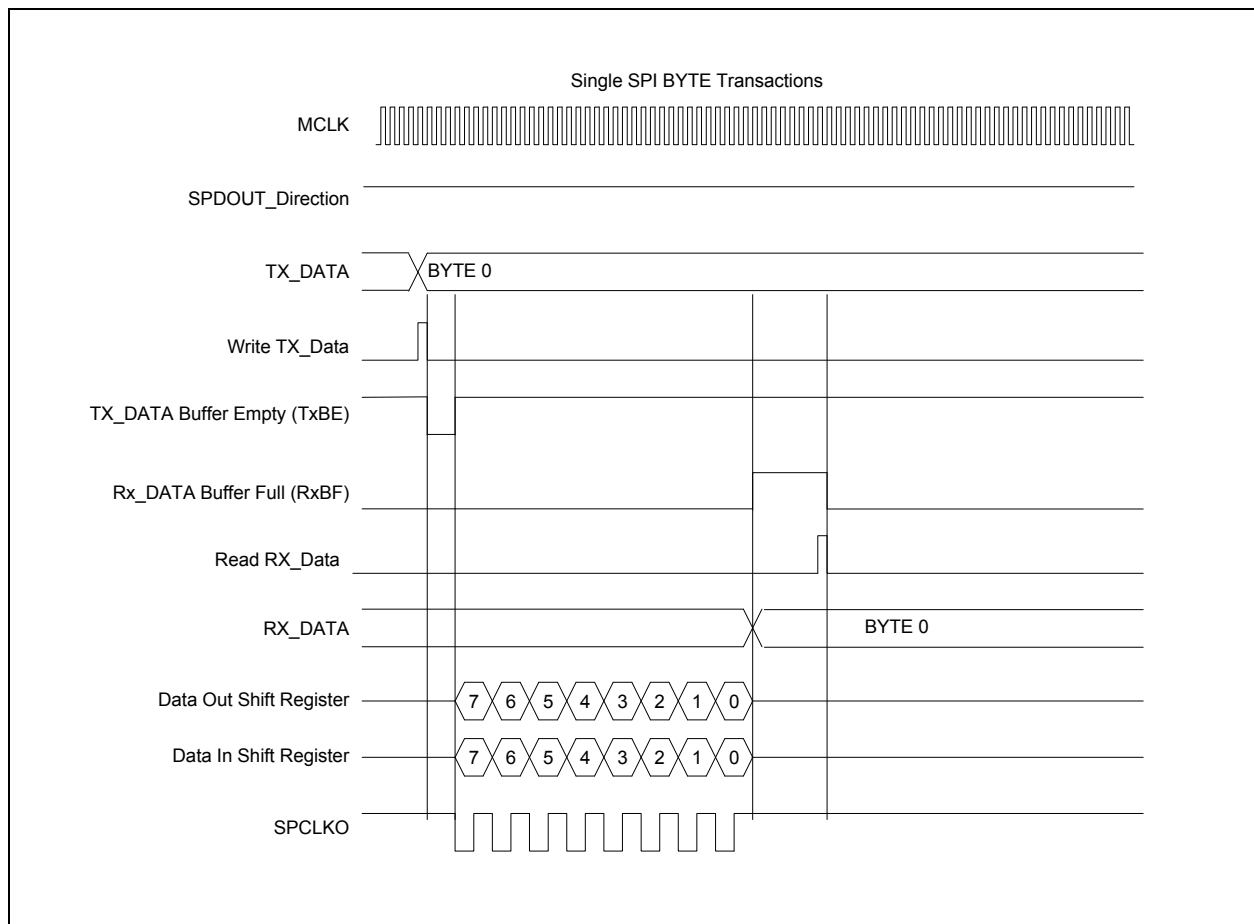 Single SPI BYTE Transactions
MCLK
SPDOUT_Direction
TX_DATA
BYTE 0
Write TX_Data
TX_DATA Buffer Empty (TxBE)
Rx_DATA Buffer Full (RxBF)
Read RX_Data
RX_DATA
BYTE 0
Data Out Shift Register
7 6 5 4 3 2 1 0
Data In Shift Register
7 6 5 4 3 2 1 0
SPCLKO